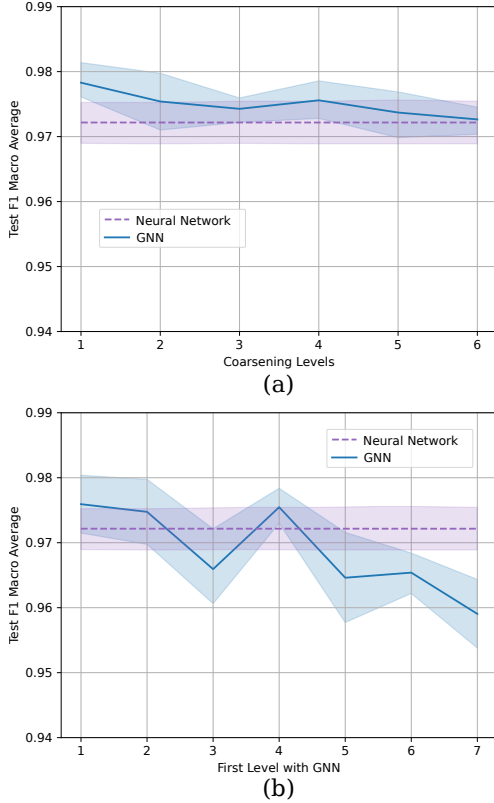 0.99
0.98
0.97
0.96
0.95
0.94
Test F1 Macro Average
Neural Network
GNN
1 2 3 4 5 6
Coarsening Levels
(a)
0.99
0.98
0.97
0.96
0.95
0.94
Test F1 Macro Average
Neural Network
GNN
1 2 3 4 5 6 7
First Level with GNN
(b)